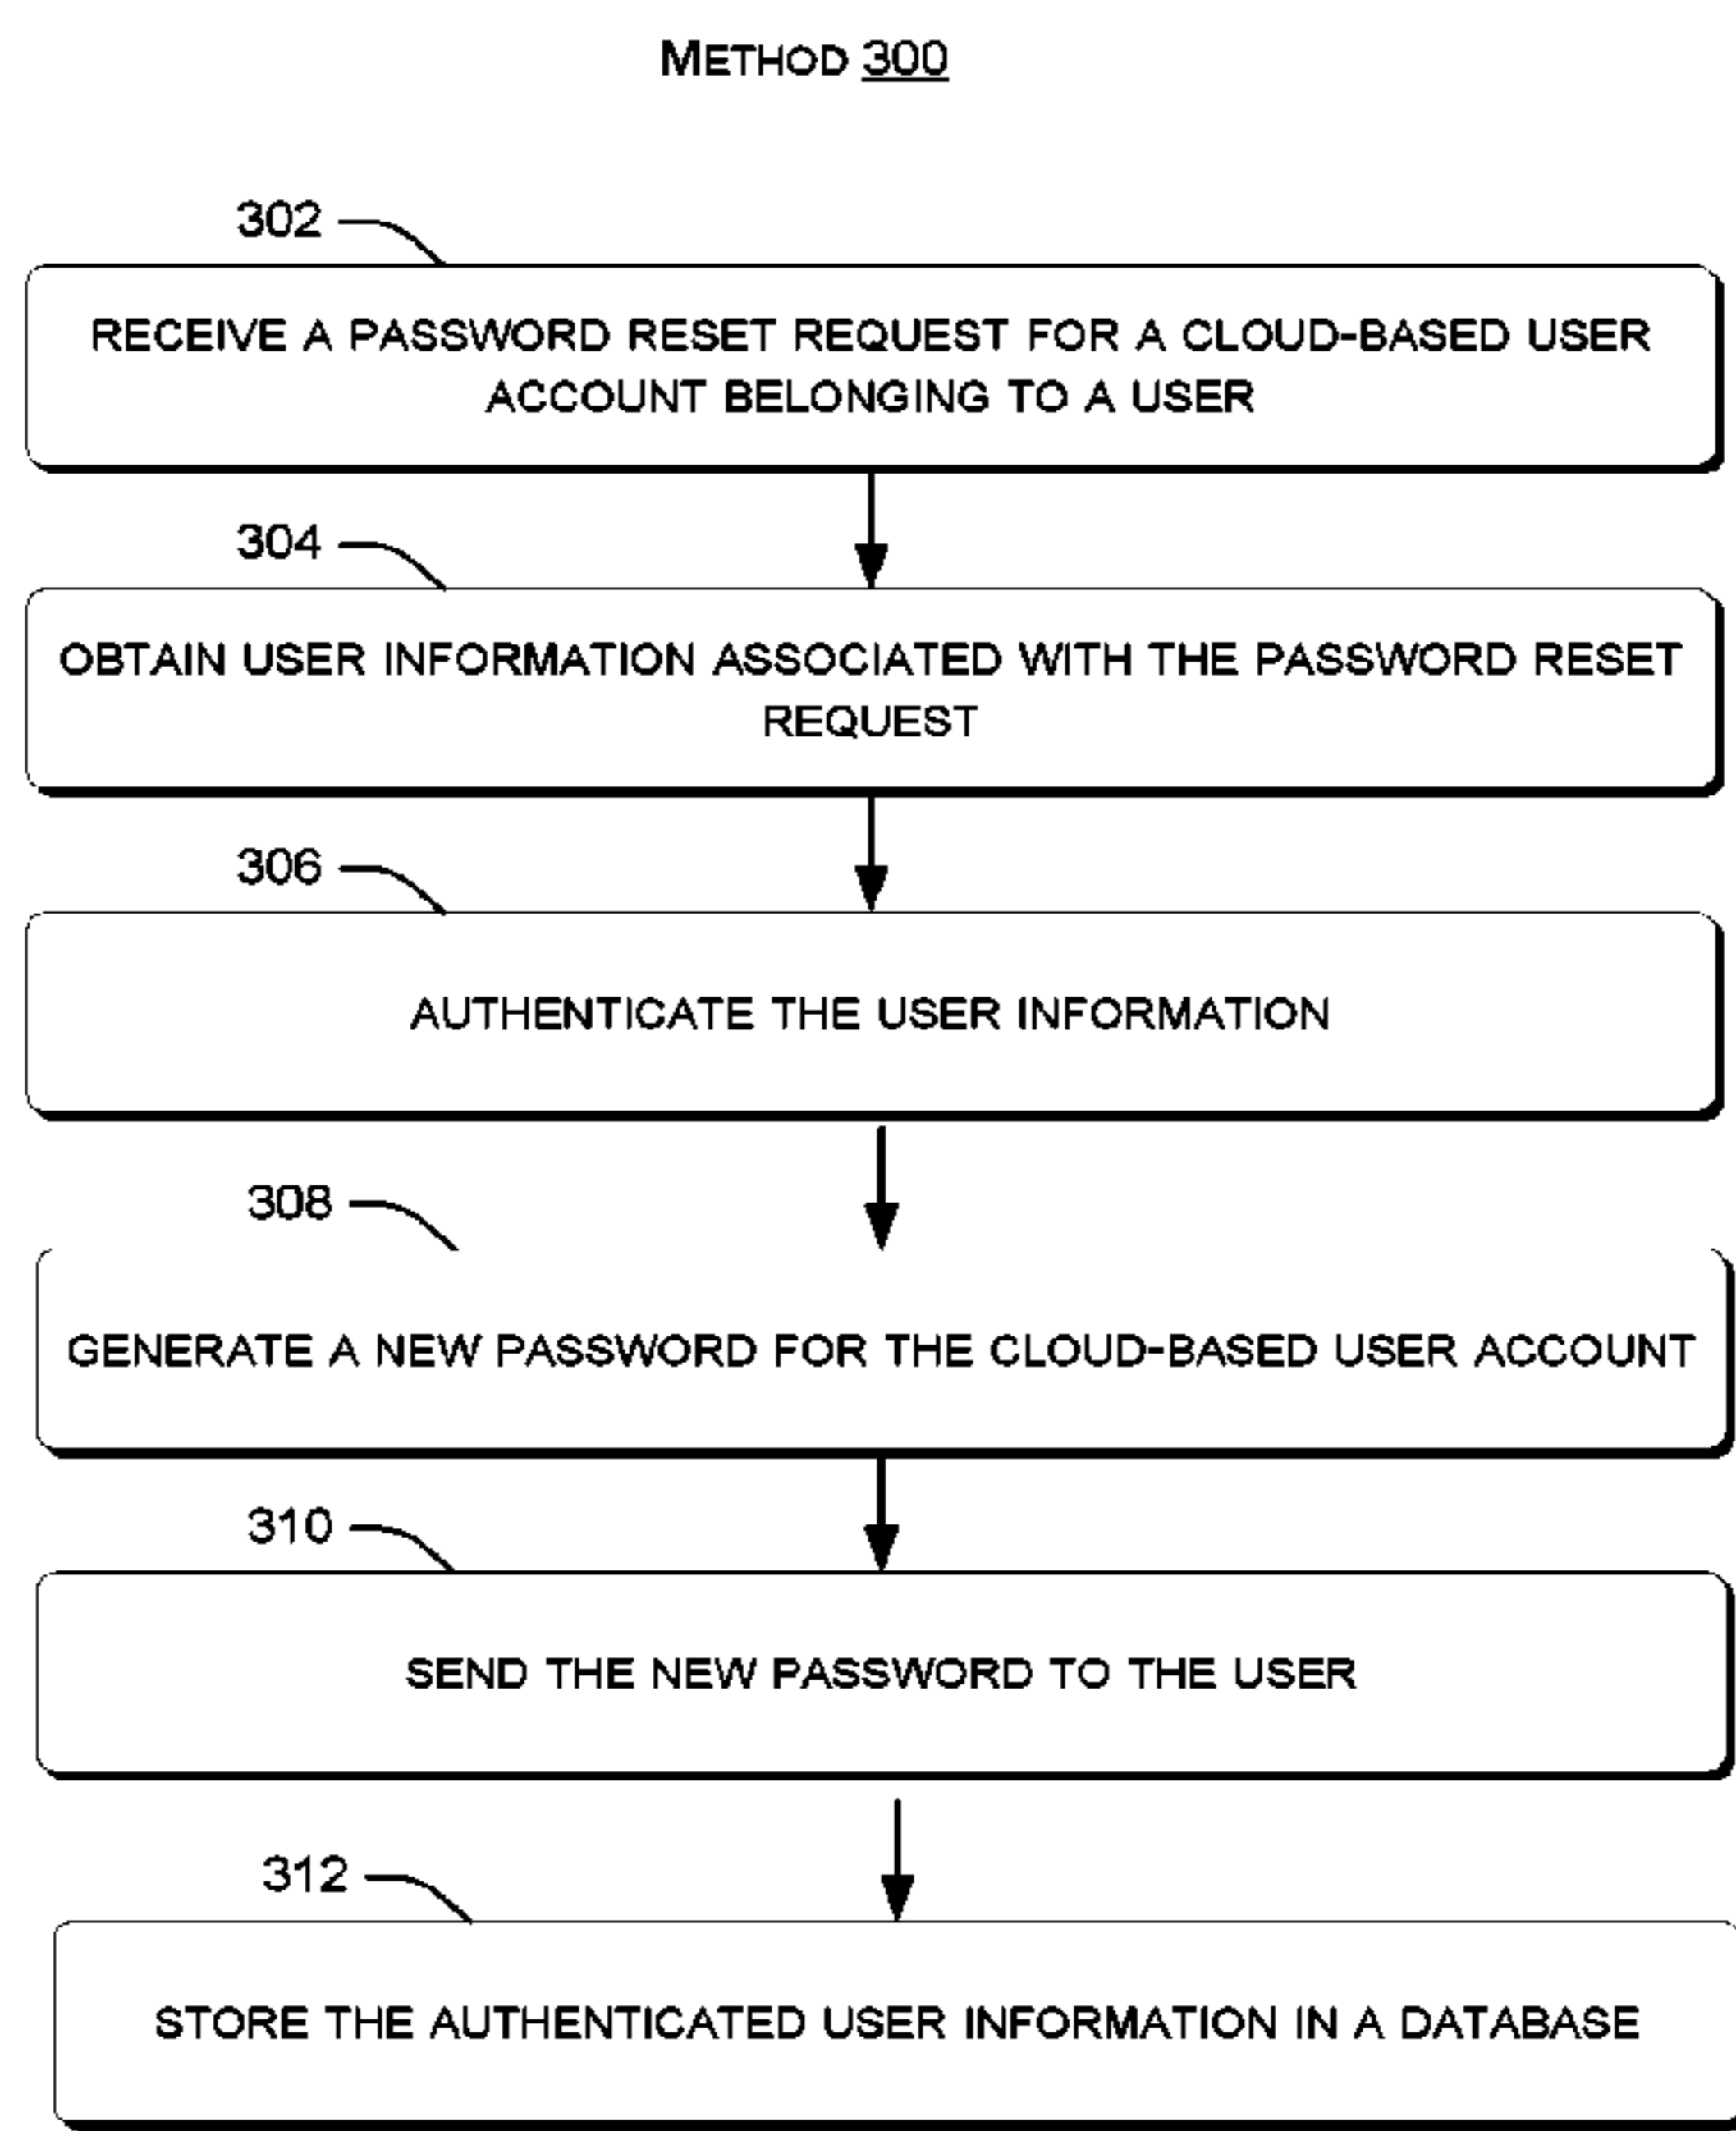 METHOD 300
302
RECEIVE A PASSWORD RESET REQUEST FOR A CLOUD-BASED USER
ACCOUNT BELONGING TO A USER
304
OBTAIN USER INFORMATION ASSOCIATED WITH THE PASSWORD RESET
REQUEST
306
AUTHENTICATE THE USER INFORMATION
308
GENERATE A NEW PASSWORD FOR THE CLOUD-BASED USER ACCOUNT
310
SEND THE NEW PASSWORD TO THE USER
312
STORE THE AUTHENTICATED USER INFORMATION IN A DATABASE